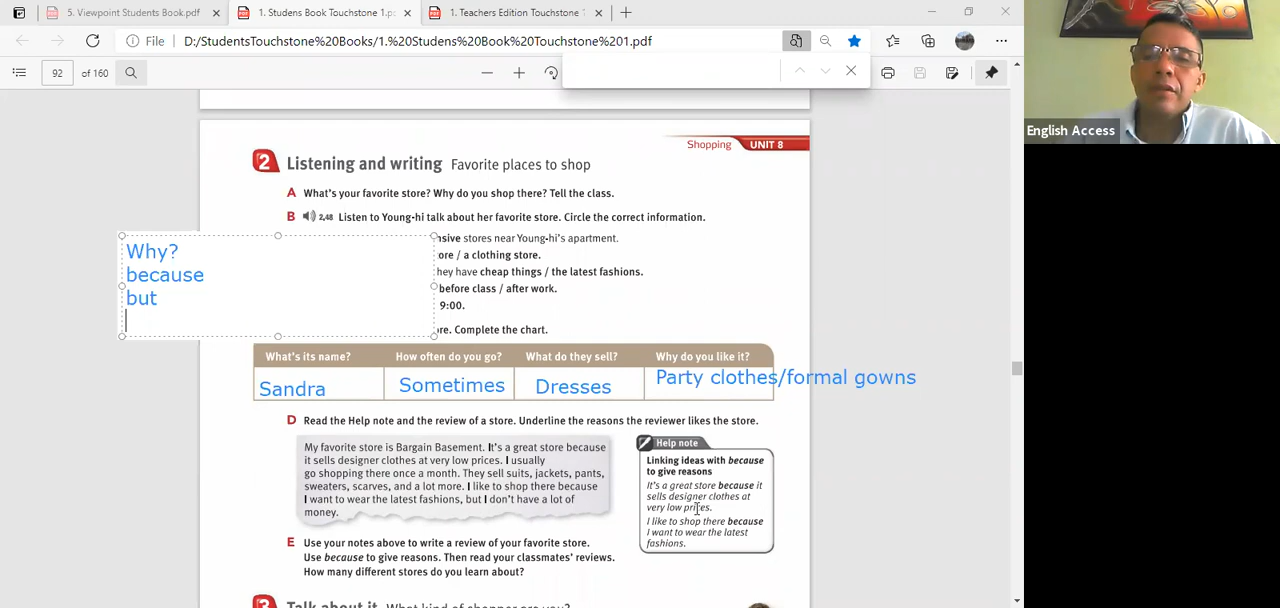 5. Viewpoint Students Book.pdf
1. Studens Book Touchstone 1.pc
1. Teachers Edition Touchstone
File D:/StudentsTouchstone%20Books/1.%20Studens%20Book%20Touchstone%201.pdf
92 of 160
English Access
Shopping UNIT 8
2 Listening and writing Favorite places to shop
A What's your favorite store? Why do you shop there? Tell the class.
B 2.48 Listen to Young-hi talk about her favorite store. Circle the correct information.
Why?
because
but
nsive stores near Young-hi's apartment.
ore / a clothing store.
hey have cheap things / the latest fashions.
before class / after work.
9:00.
re. Complete the chart.
What's its name? How often do you go? What do they sell? Why do you like it?
Sandra Sometimes Dresses Party clothes/formal gowns
D Read the Help note and the review of a store. Underline the reasons the reviewer likes the store.
My favorite store is Bargain Basement. It's a great store because
it sells designer clothes at very low prices. I usually
go shopping there once a month. They sell suits, jackets, pants,
sweaters, scarves, and a lot more. I like to shop there because
I want to wear the latest fashions, but I don't have a lot of
money.
Help note
Linking ideas with because
to give reasons
It's a great store because it
sells designer clothes at
very low prices.
I like to shop there because
I want to wear the latest
fashions.
E Use your notes above to write a review of your favorite store.
Use because to give reasons. Then read your classmates' reviews.
How many different stores do you learn about?
3 Talk about it What kind of shopper are you?